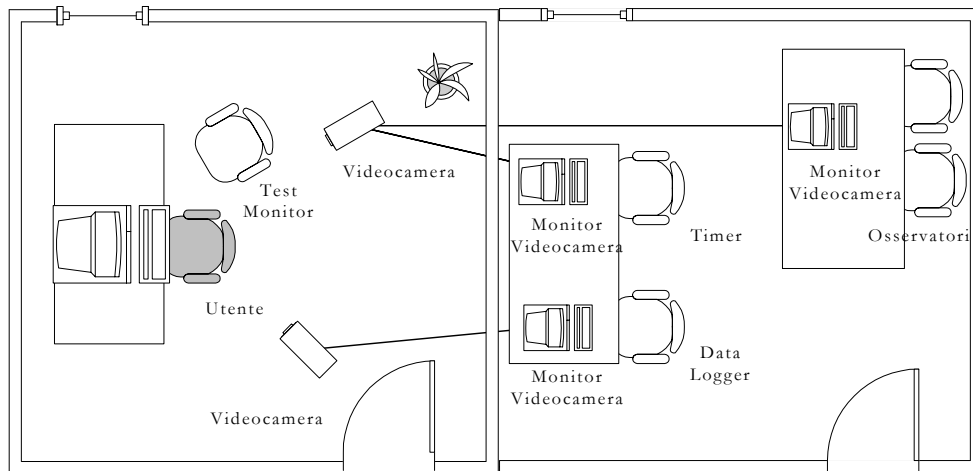 Test
Monitor
Videocamera
Utente
Videocamera
Monitor
Videocamera
Timer
Monitor
Videocamera
Data
Logger
Monitor
Videocamera
Osservatori